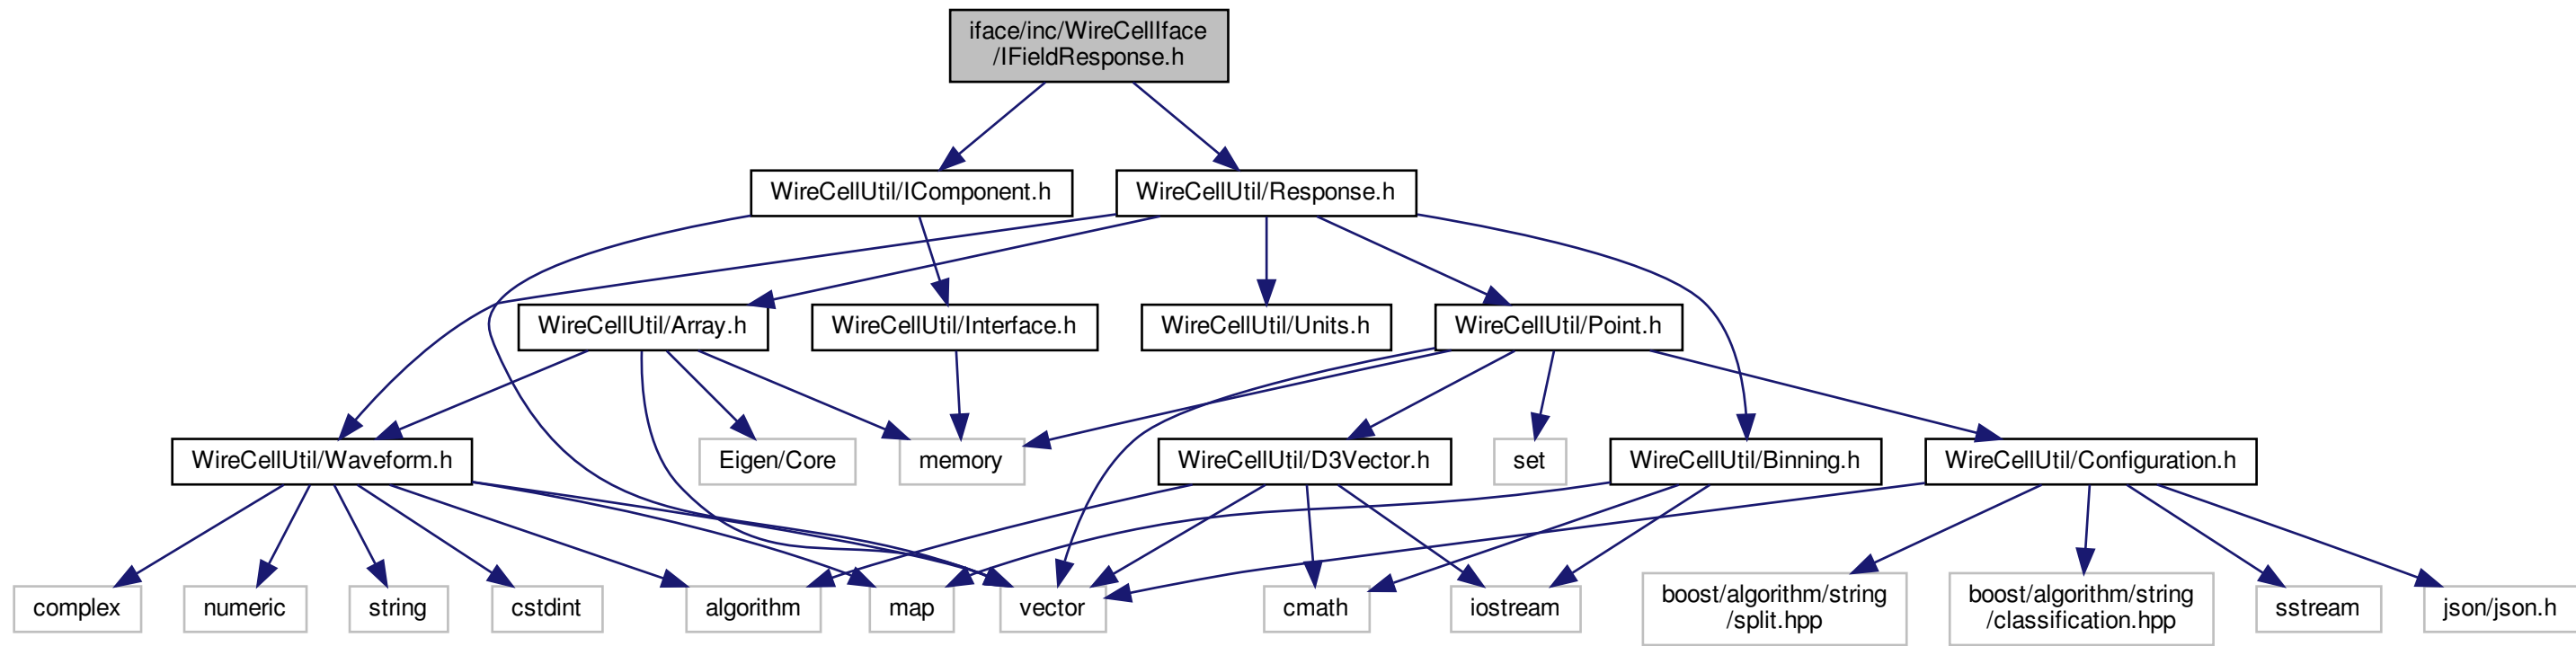 iface/inc/WireCellIface
/IFieldResponse.h
WireCellUtil/IComponent.h
WireCellUtil/Response.h
WireCellUtil/Array.h
WireCellUtil/Interface.h
WireCellUtil/Units.h
WireCellUtil/Point.h
WireCellUtil/Waveform.h
Eigen/Core
memory
WireCellUtil/D3Vector.h
set
WireCellUtil/Binning.h
WireCellUtil/Configuration.h
complex
numeric
string
cstdint
algorithm
map
vector
cmath
iostream
boost/algorithm/string
/split.hpp
boost/algorithm/string
/classification.hpp
sstream
json/json.h